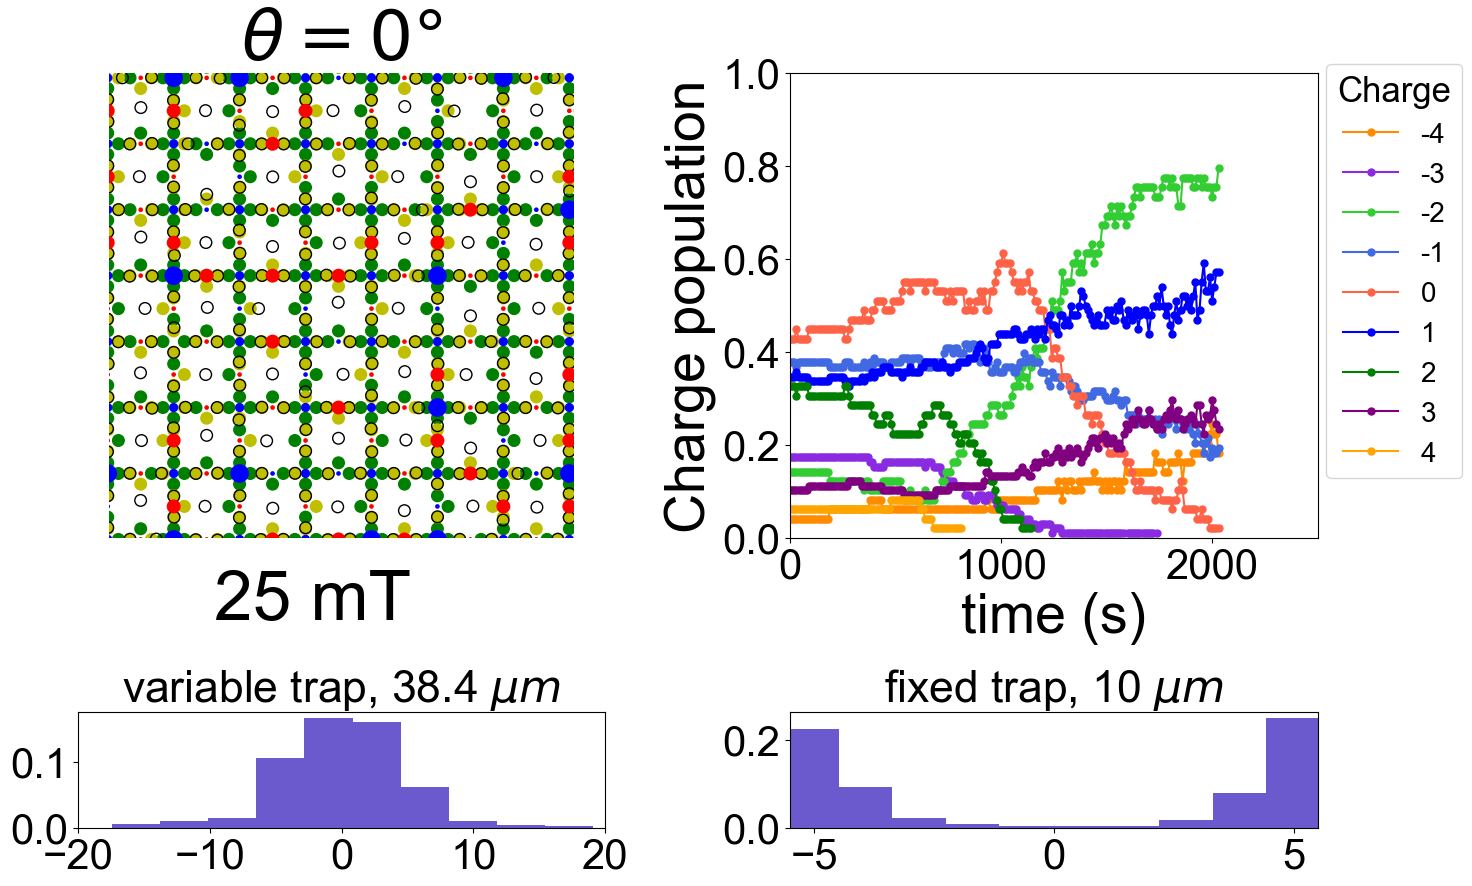 θ = 0°
25 mT
1.0
0.8
0.6
0.4
0.2
0.0
Charge population
0 1000 2000
time (s)
Charge
-4
-3
-2
-1
0
1
2
3
4
variable trap, 38.4 μm
0.1
0.0
−20 −10 0 10 20
fixed trap, 10 μm
0.2
0.0
−5 0 5